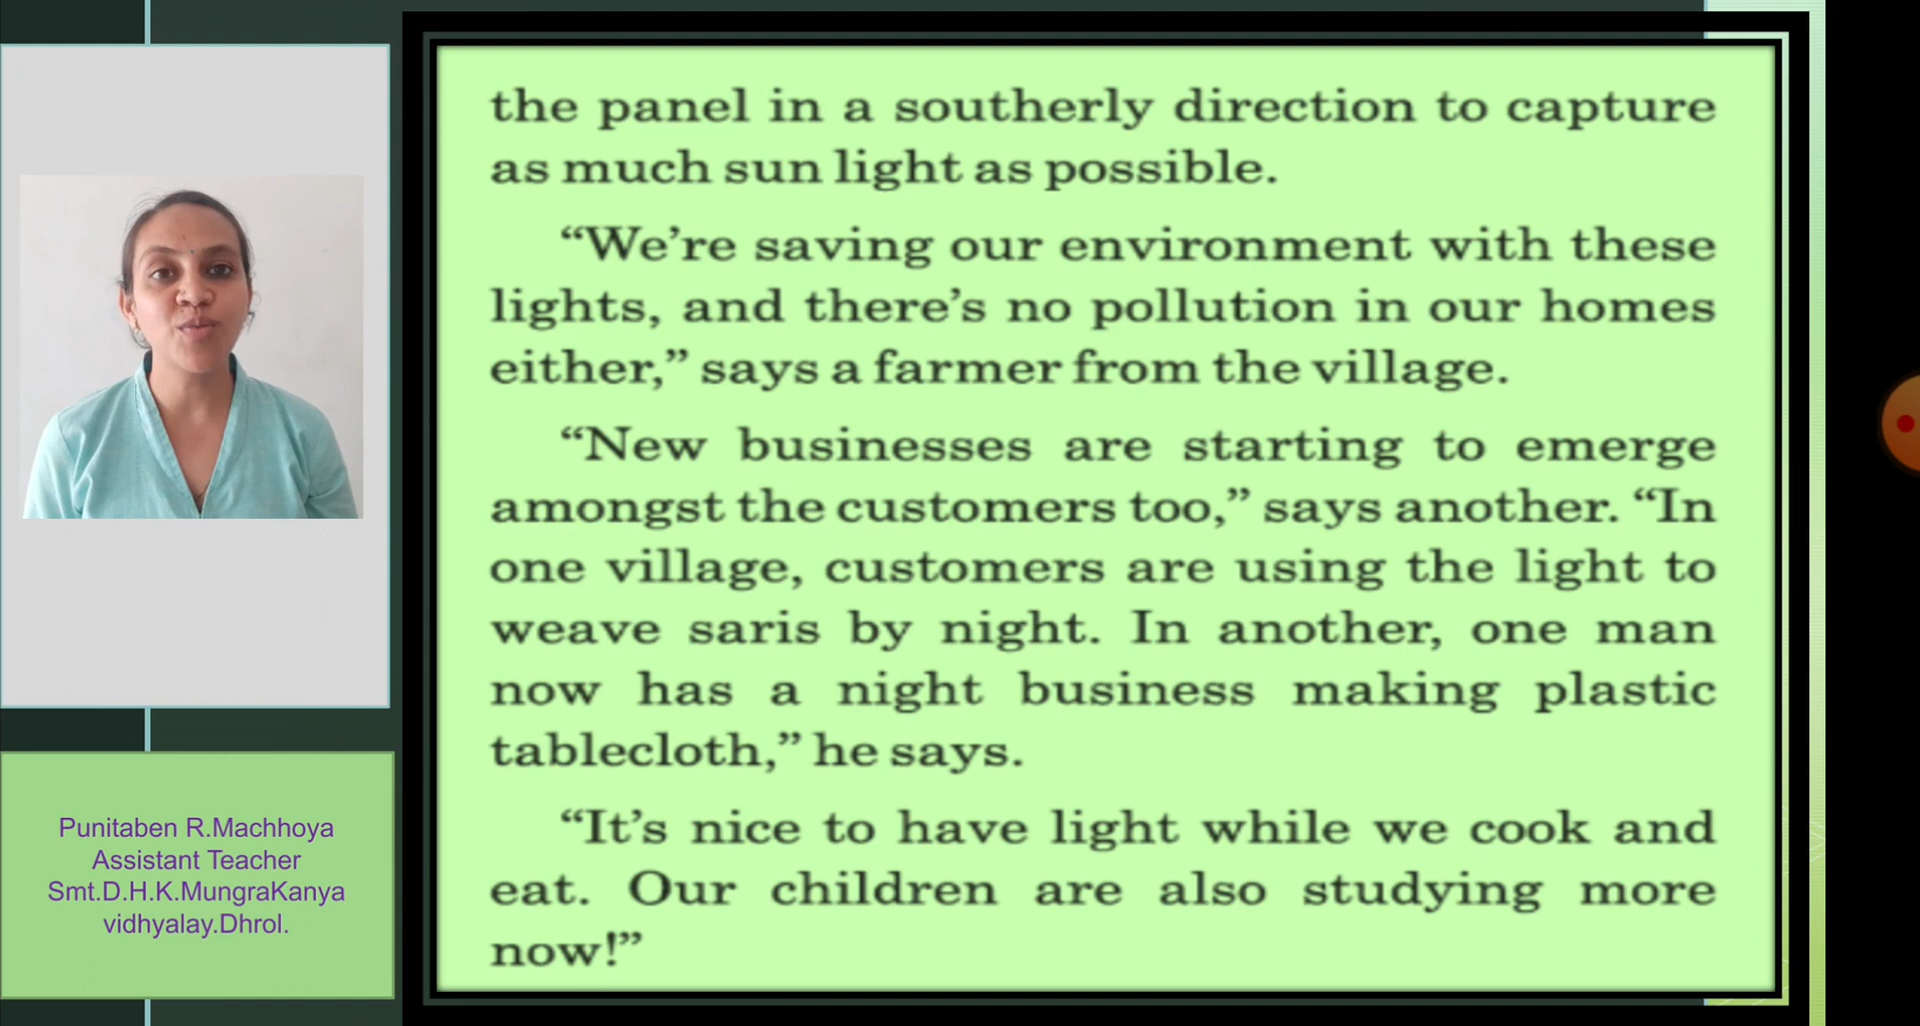 the panel in a southerly direction to capture
as much sun light as possible.
“We’re saving our environment with these
lights, and there’s no pollution in our homes
either,” says a farmer from the village.
“New businesses are starting to emerge
amongst the customers too,” says another. “In
one village, customers are using the light to
weave saris by night. In another, one man
now has a night business making plastic
tablecloth,” he says.
“It’s nice to have light while we cook and
eat. Our children are also studying more
now!”
Punitaben R.Machhoya
Assistant Teacher
Smt.D.H.K.MungraKanya
vidhyalay.Dhrol.